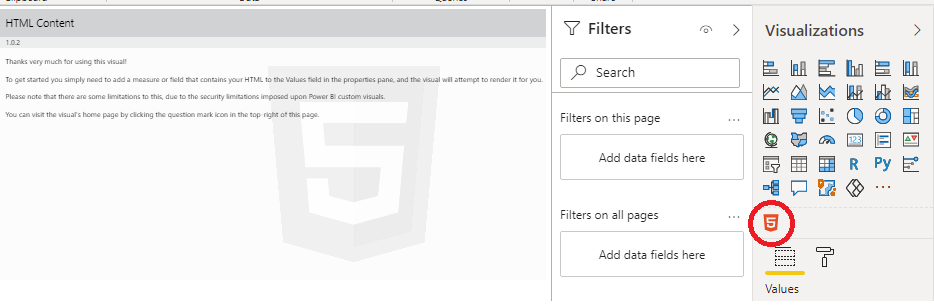 HTML Content
1.0.2
Thanks very much for using this visual!
To get started you simply need to add a measure or field that contains your HTML to the Values field in the properties pane, and the visual will attempt to render it for you.
Please note that there are some limitations to this, due to the security limitations imposed upon Power BI custom visuals.
You can visit the visual's home page by clicking the question mark icon in the top-right of this page.
Filters
Search
Filters on this page
...
Add data fields here
Filters on all pages
...
Add data fields here
Visualizations
123
R Py
...
5
Values